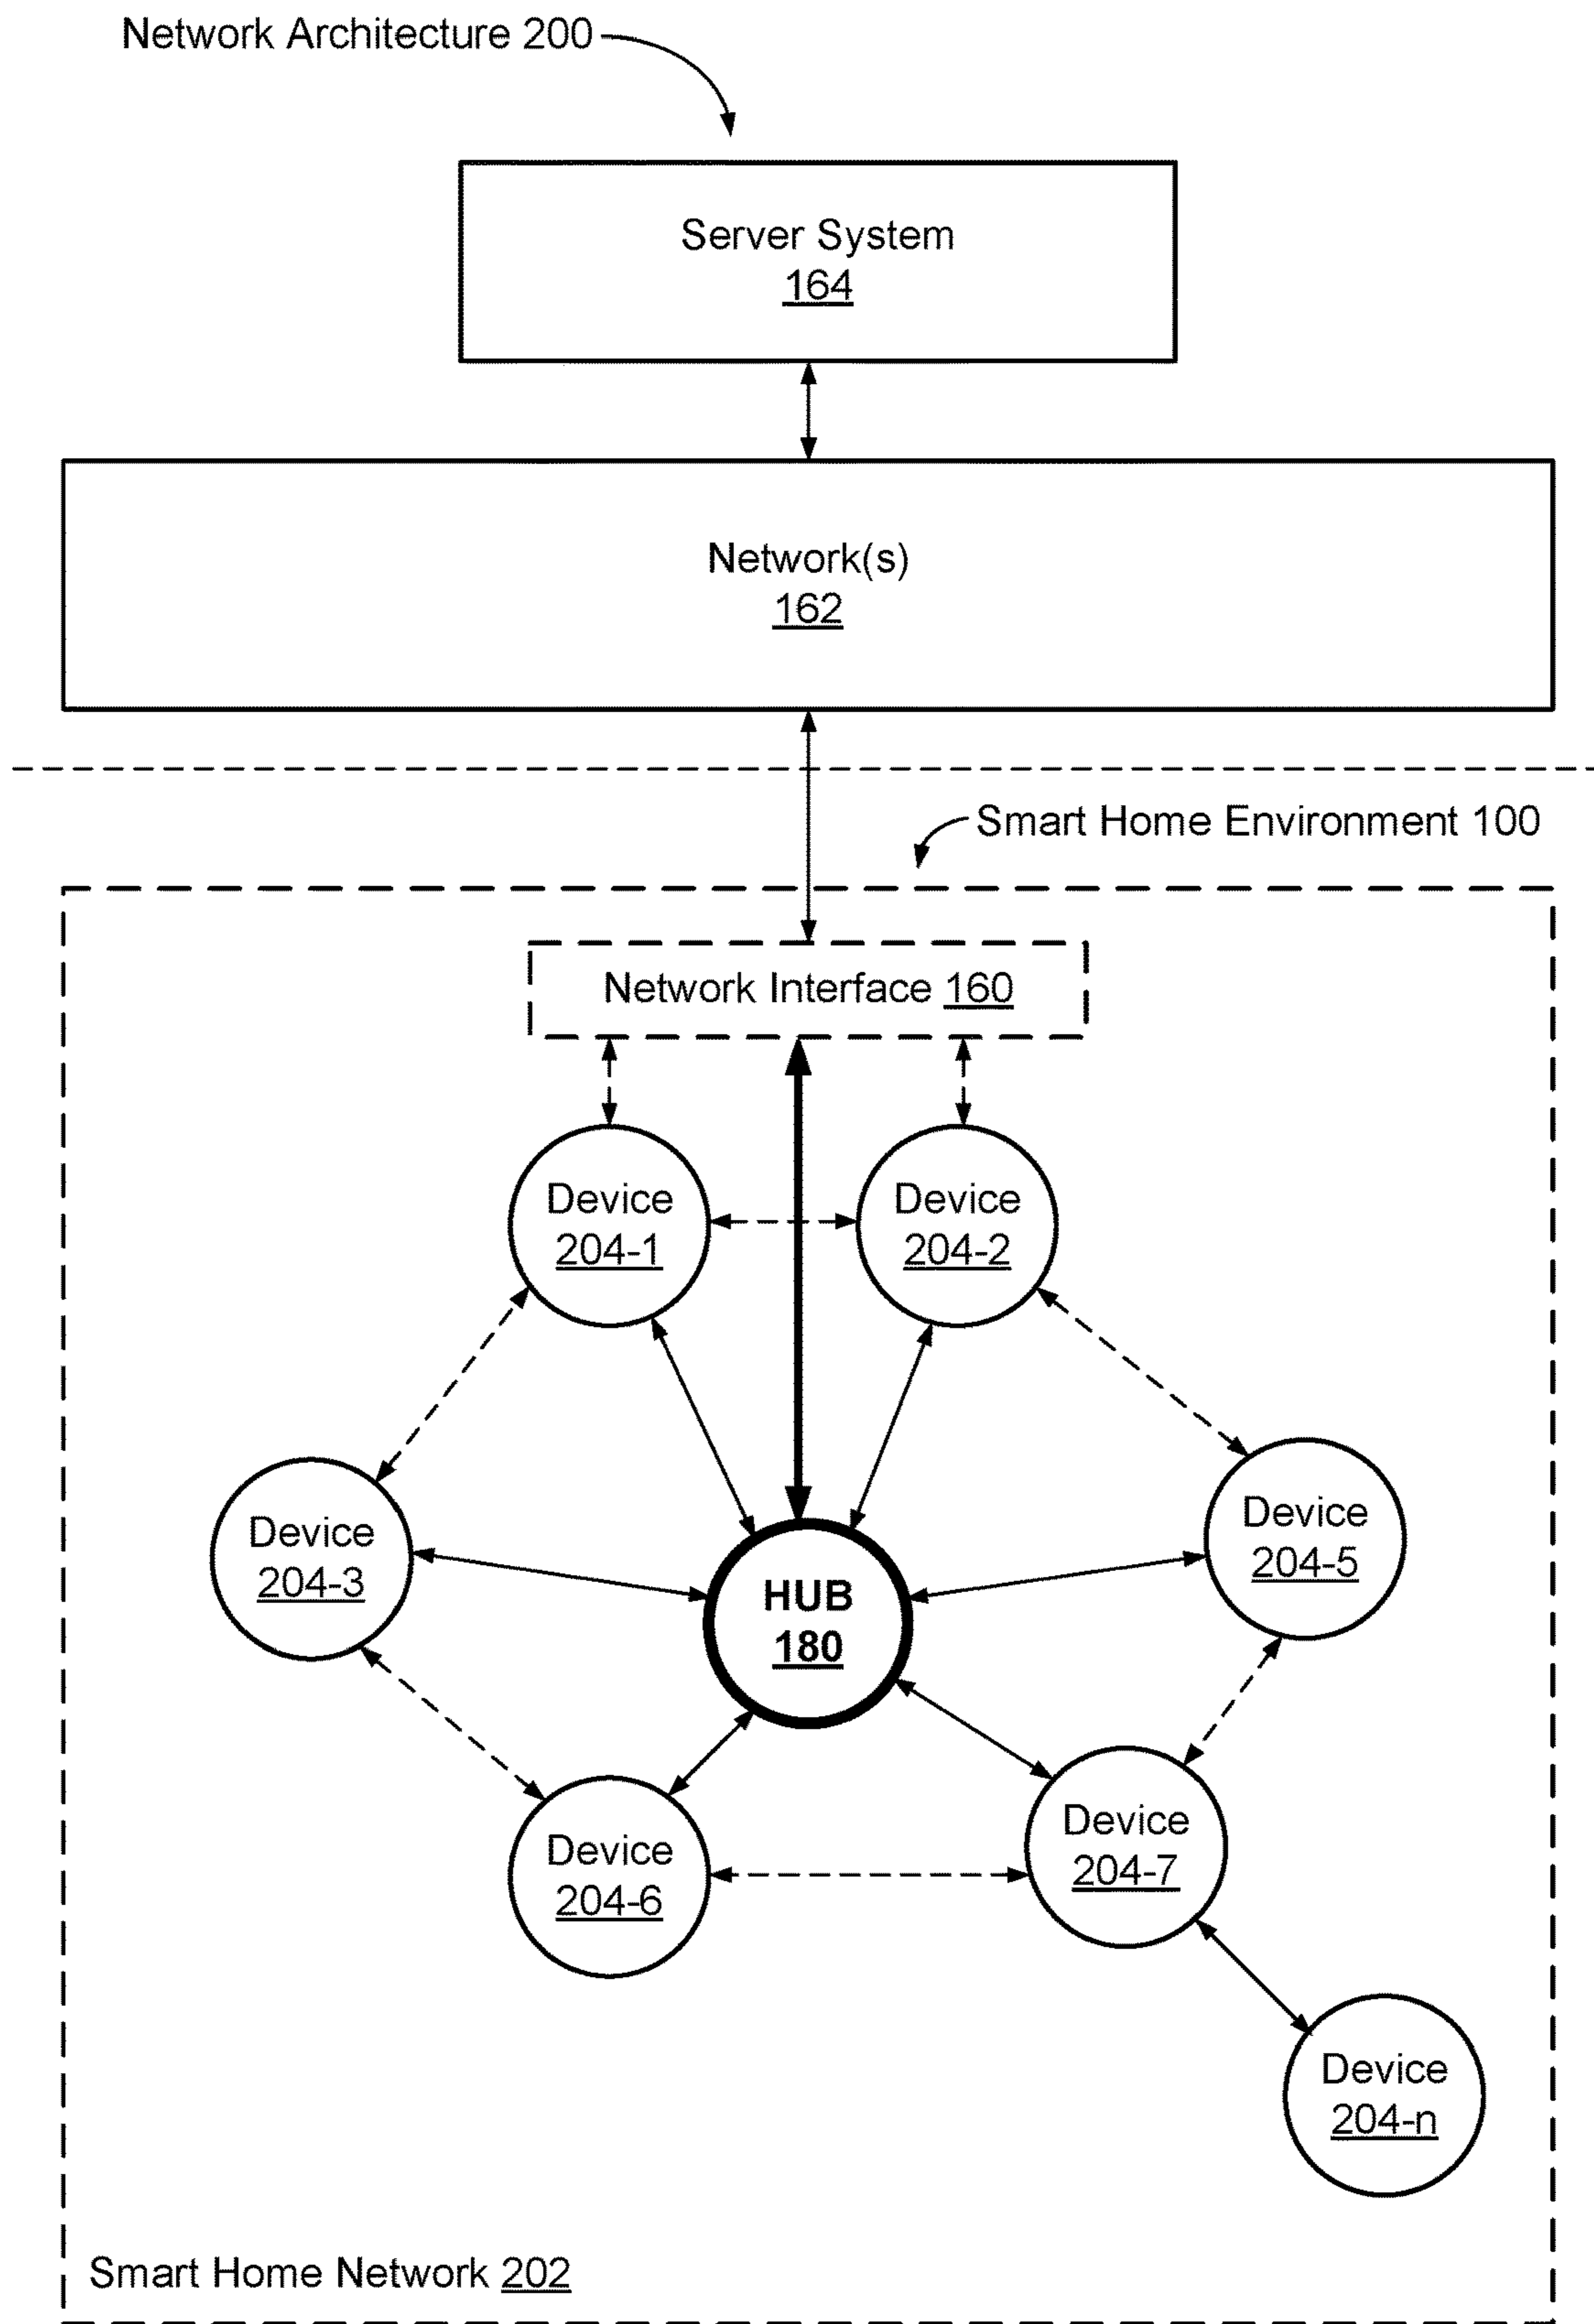 Network Architecture 200
Server System
164
Network(s)
162
Smart Home Environment 100
Network Interface 160
Device
204-1
Device
204-2
Device
204-3
Device
204-5
HUB
180
Device
204-6
Device
204-7
Device
204-n
Smart Home Network 202